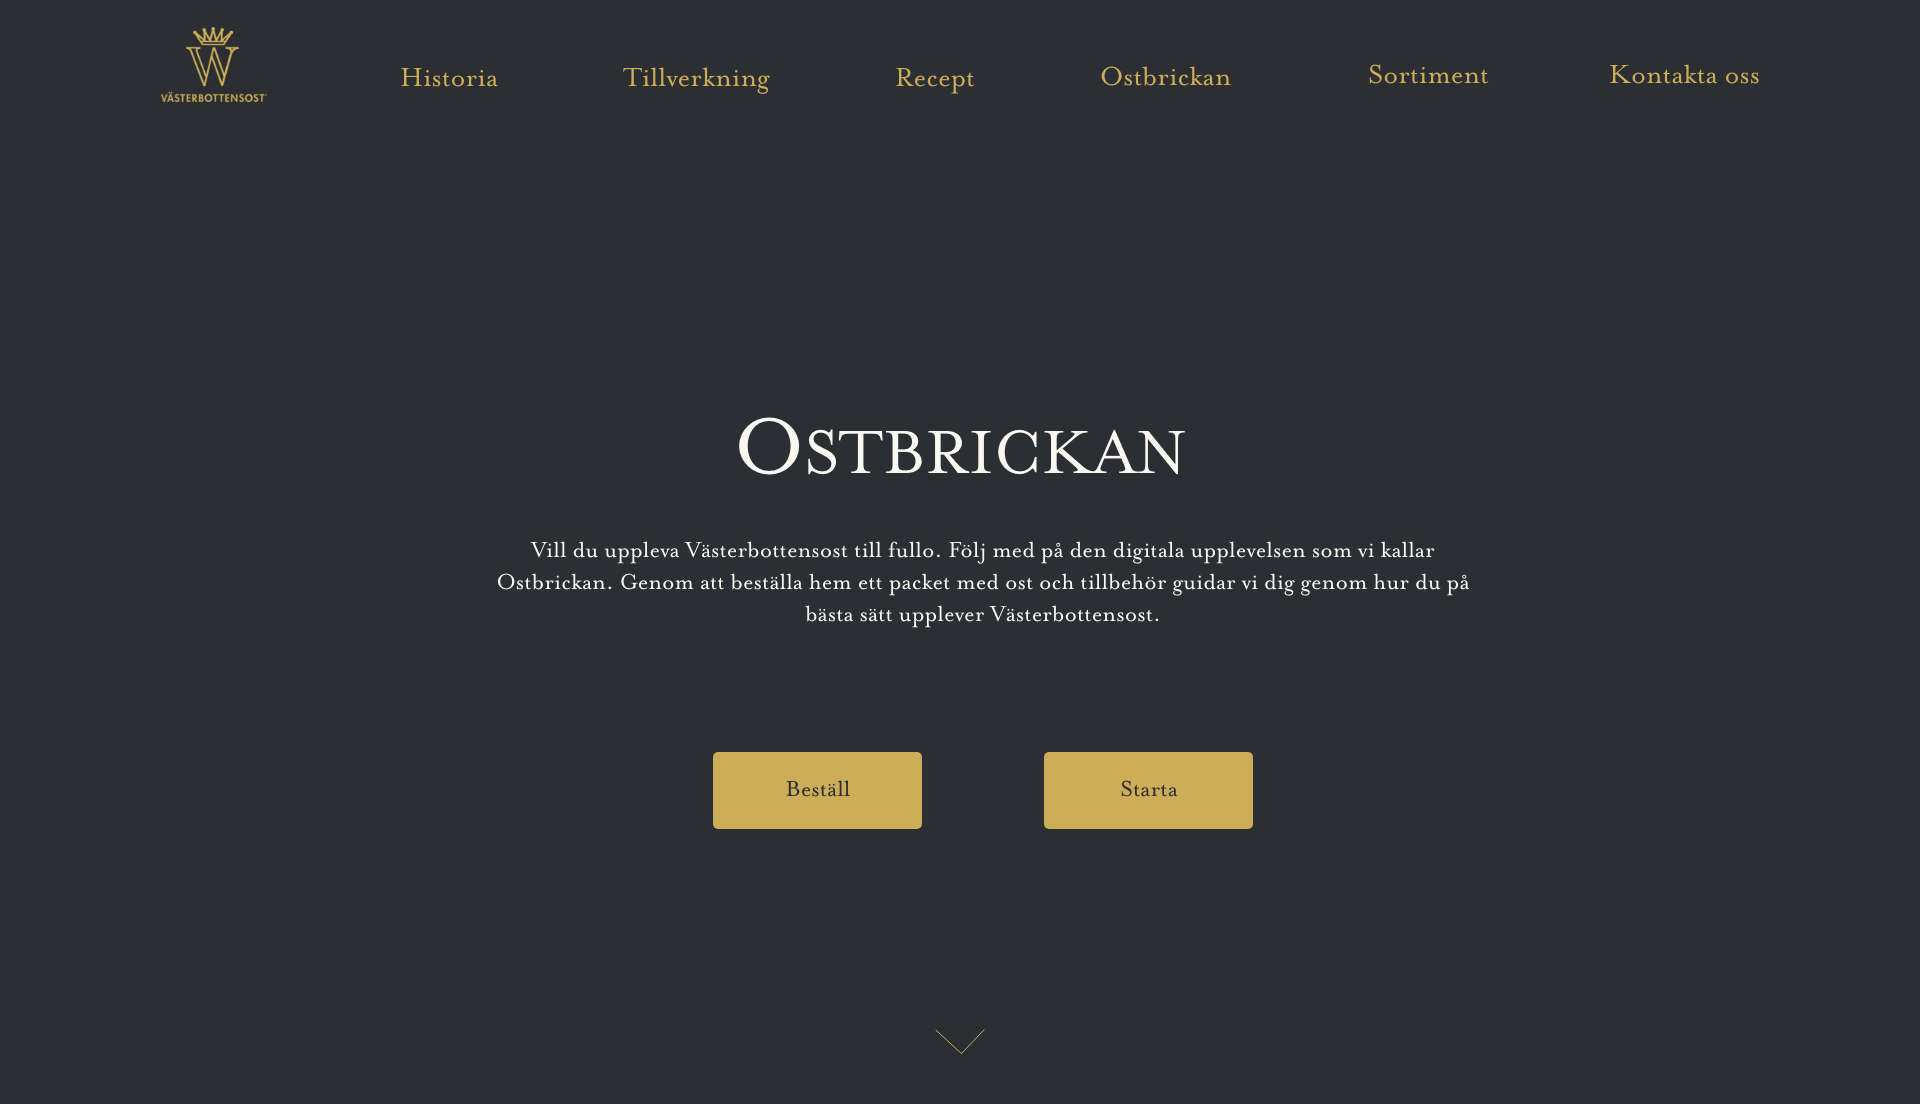 W
VÄSTERBOTTENSOST
Historia
Tillverkning
Recept
Ostbrickan
Sortiment
Kontakta oss
OSTBRICKAN
Vill du uppleva Västerbottensost till fullo. Följ med på den digitala upplevelsen som vi kallar
Ostbrickan. Genom att beställa hem ett packet med ost och tillbehör guidar vi dig genom hur du på
bästa sätt upplever Västerbottensost.
Beställ
Starta